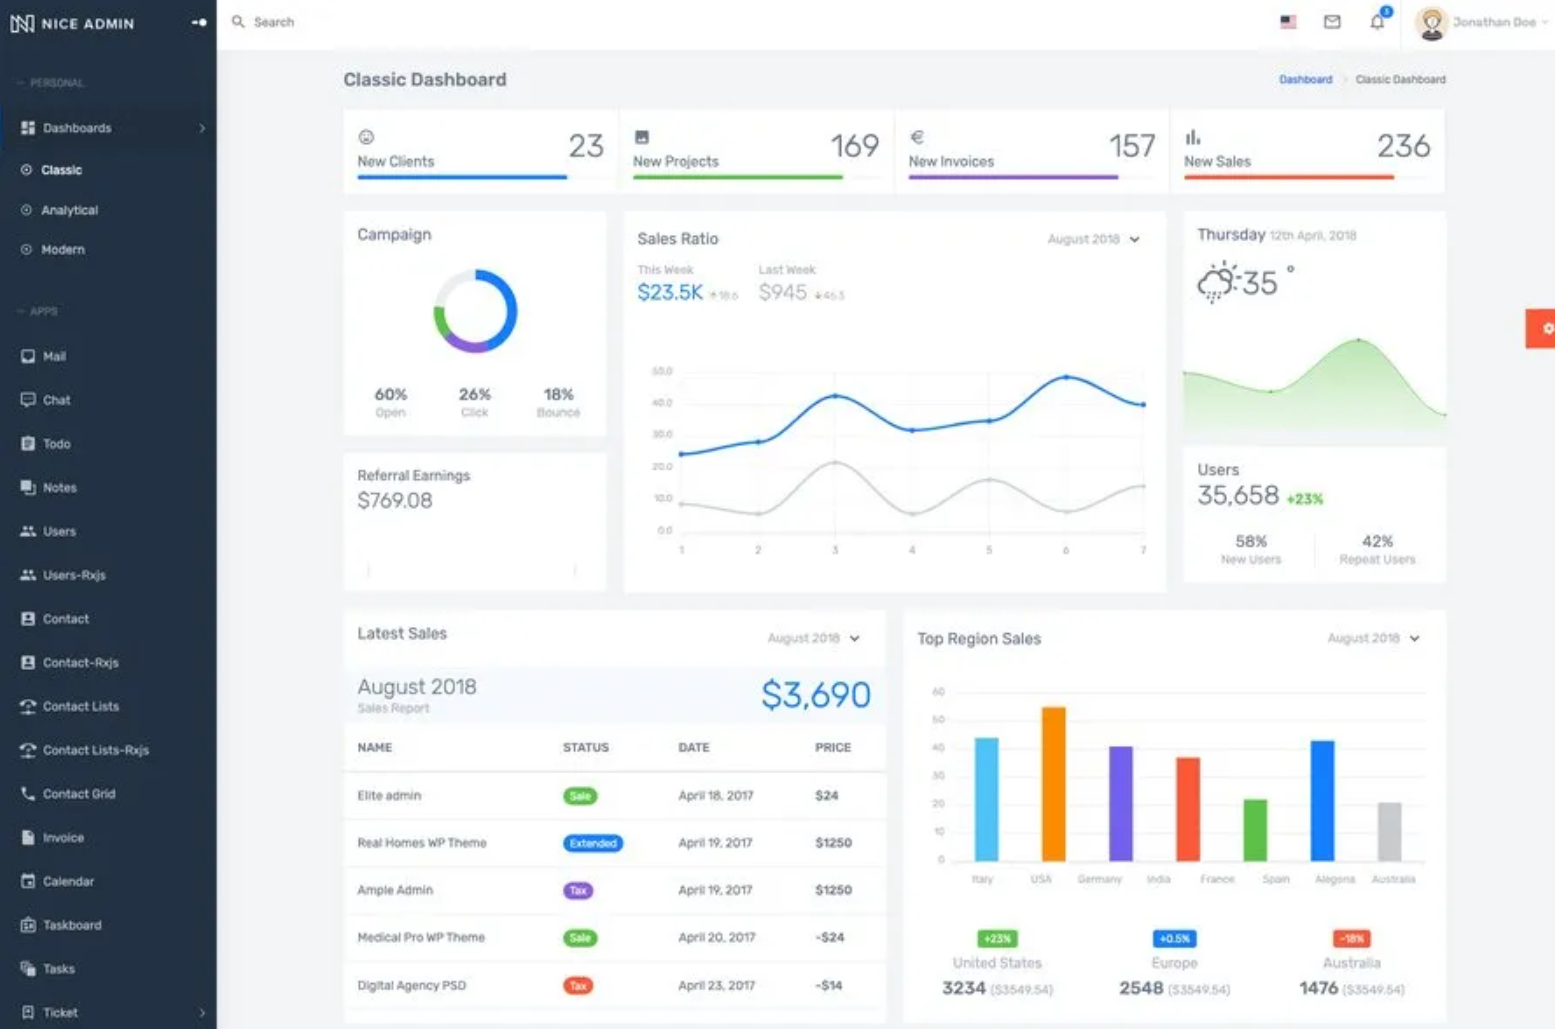 NICE ADMIN
Search
3
Jonathan Doe
PERSONAL
Dashboards
Classic
Analytical
Modern
APPS
Mail
Chat
Todo
Notes
Users
Users-Rxjs
Contact
Contact-Rxjs
Contact Lists
Contact Lists-Rxjs
Contact Grid
Invoice
Calendar
Taskboard
Tasks
Ticket
Classic Dashboard
Dashboard Classic Dashboard
New Clients 23
New Projects 169
New Invoices 157
New Sales 236
Campaign
60% 26% 18%
Open Click Bounce
Referral Earnings
$769.08
Sales Ratio August 2018
This Week Last Week
$23.5K 18.6 $945 46.3
50.0
40.0
30.0
20.0
10.0
0.0
1 2 3 4 5 6 7
Thursday 12th April, 2018
35 °
Users
35,658 +23%
58% 42%
New Users Repeat Users
Latest Sales August 2018
August 2018 $3,690
Sales Report
NAME STATUS DATE PRICE
Elite admin Sale April 18, 2017 $24
Real Homes WP Theme Extended April 19, 2017 $1250
Ample Admin Tax April 19, 2017 $1250
Medical Pro WP Theme Sale April 20, 2017 -$24
Digital Agency PSD Tax April 23, 2017 -$14
Top Region Sales August 2018
60
50
40
30
20
10
0
Italy USA Germany India France Spain Alegona Australia
+23% +0.5% -18%
United States Europe Australia
3234 ($3549.54) 2548 ($3549.54) 1476 ($3549.54)